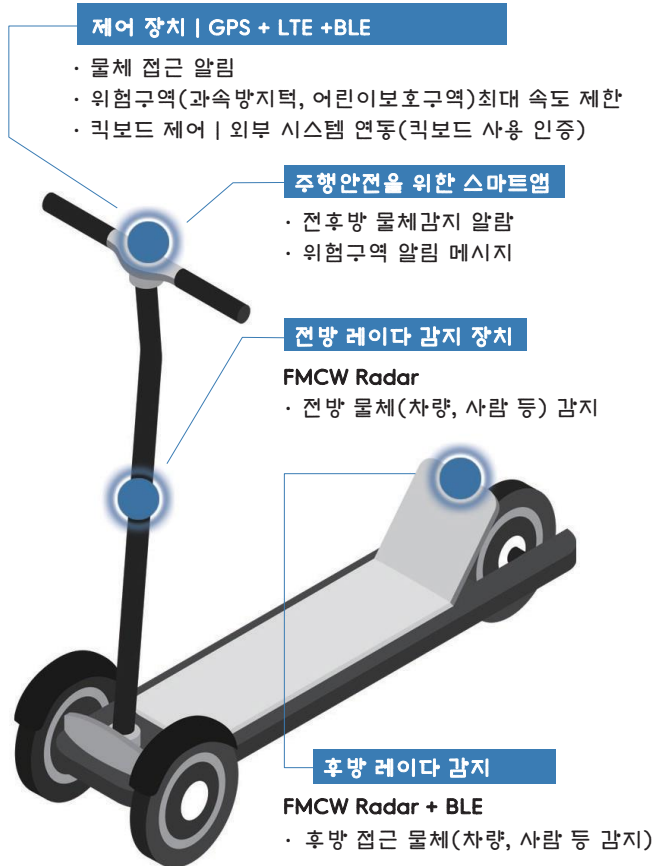 제어 장치 | GPS + LTE +BLE
· 물체 접근 알림
· 위험구역(과속방지턱, 어린이보호구역)최대 속도 제한
· 킥보드 제어 | 외부 시스템 연동(킥보드 사용 인증)
주행안전을 위한 스마트앱
· 전후방 물체감지 알람
· 위험구역 알림 메시지
전방 레이다 감지 장치
FMCW Radar
· 전방 물체(차량, 사람 등) 감지
후방 레이다 감지
FMCW Radar + BLE
· 후방 접근 물체(차량, 사람 등 감지)